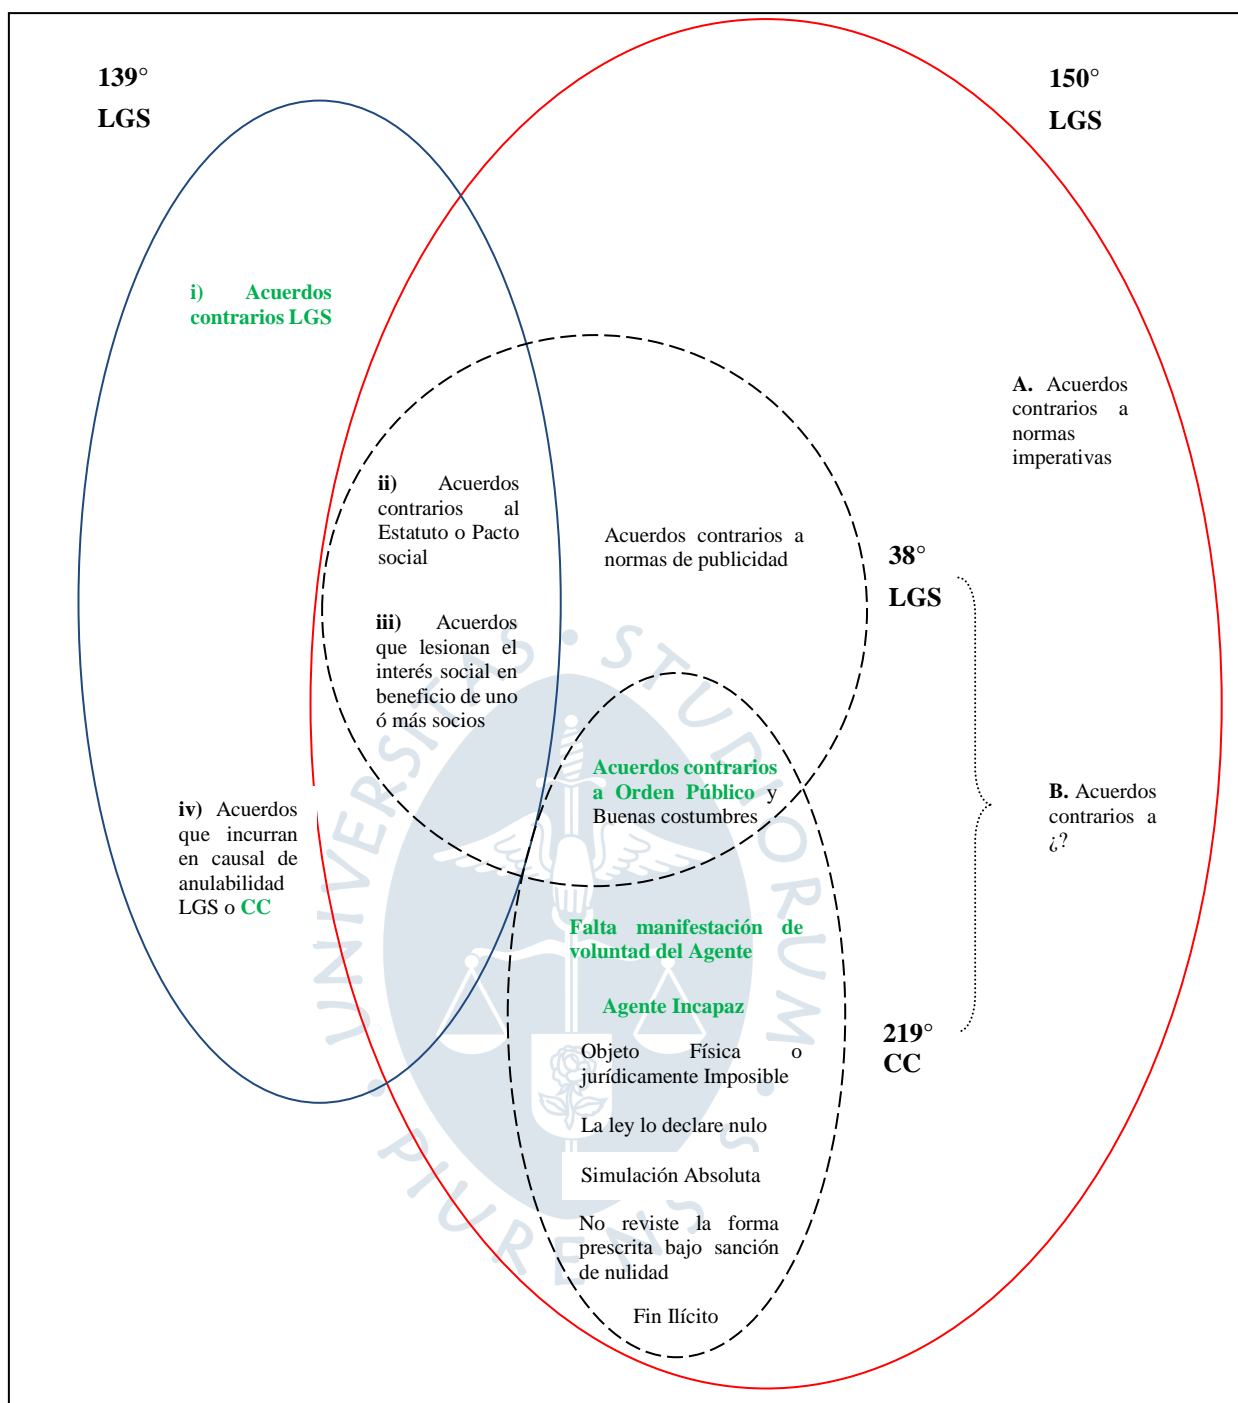 139°
LGS
150°
LGS
i) Acuerdos
contrarios LGS
A. Acuerdos
contrarios a
normas
imperativas
ii) Acuerdos
contrarios al
Estatuto o Pacto
social
Acuerdos contrarios a
normas de publicidad
38°
LGS
iii) Acuerdos
que lesionan el
interés social en
beneficio de uno
ó más socios
Acuerdos contrarios
a Orden Público y
Buenas costumbres
iv) Acuerdos
que incurran
en causal de
anulabilidad
LGS o CC
B. Acuerdos
contrarios a
¿?
Falta manifestación de
voluntad del Agente
Agente Incapaz
219°
CC
Objeto Física o
jurídicamente Imposible
La ley lo declare nulo
Simulación Absoluta
No reviste la forma
prescrita bajo sanción
de nulidad
Fin Ilícito
UNIVERSITAS • STUDIORUM •
• PIURENS S